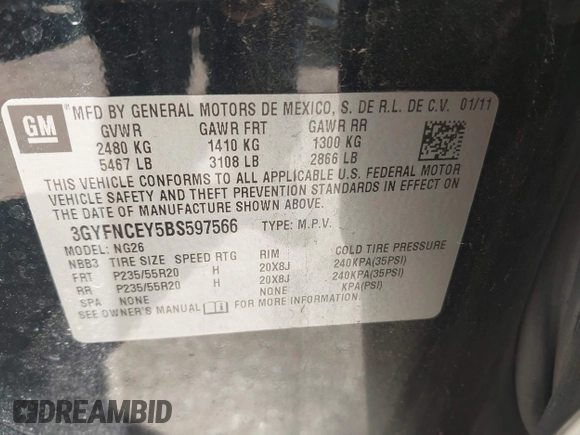 GM
MFD BY GENERAL MOTORS DE MEXICO, S. DE R.L. DE C.V. 01/11
GVWR GAWR FRT GAWR RR
2480 KG 1410 KG 1300 KG
5467 LB 3108 LB 2866 LB
THIS VEHICLE CONFORMS TO ALL APPLICABLE U.S. FEDERAL MOTOR
VEHICLE SAFETY AND THEFT PREVENTION STANDARDS IN EFFECT ON
THE DATE OF MANUFACTURE SHOWN ABOVE.
3GYFNCEY5BS597566 TYPE: M.P.V.
MODEL: NG26
NBB3 TIRE SIZE SPEED RTG RIM COLD TIRE PRESSURE
FRT P235/55R20 H 20X8J 240KPA(35PSI)
RR P235/55R20 H 20X8J 240KPA(35PSI)
SPA NONE NONE KPA(PSI)
SEE OWNER'S MANUAL FOR MORE INFORMATION.
DREAMBID